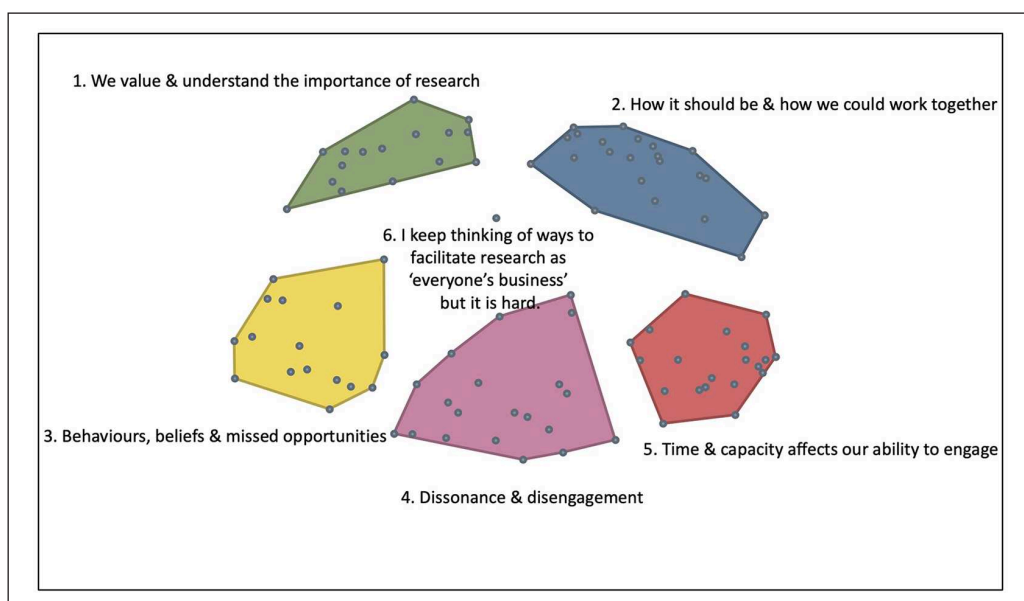 1. We value & understand the importance of research
2. How it should be & how we could work together
6. I keep thinking of ways to
facilitate research as
‘everyone’s business’
but it is hard.
3. Behaviours, beliefs & missed opportunities
5. Time & capacity affects our ability to engage
4. Dissonance & disengagement